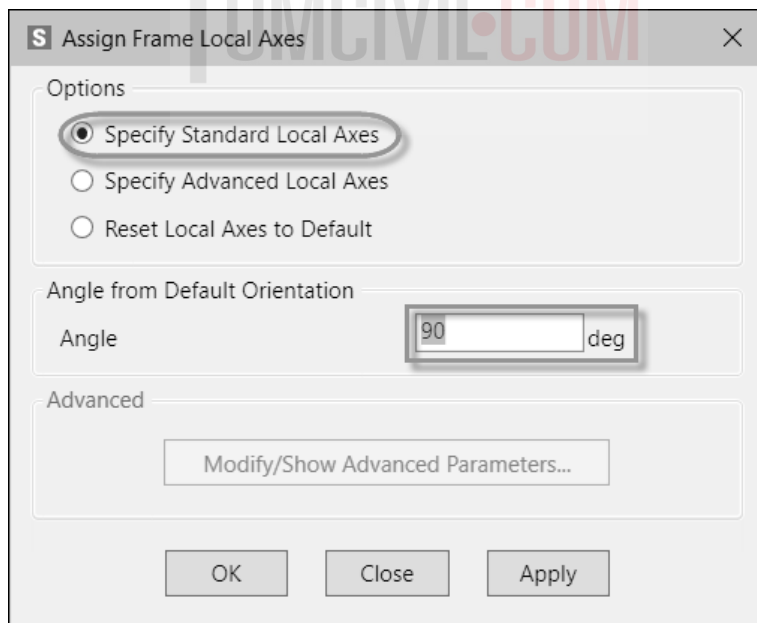 TUMCIVIL•COM
S Assign Frame Local Axes
Options
Specify Standard Local Axes
Specify Advanced Local Axes
Reset Local Axes to Default
Angle from Default Orientation
Angle 90 deg
Advanced
Modify/Show Advanced Parameters...
OK Close Apply